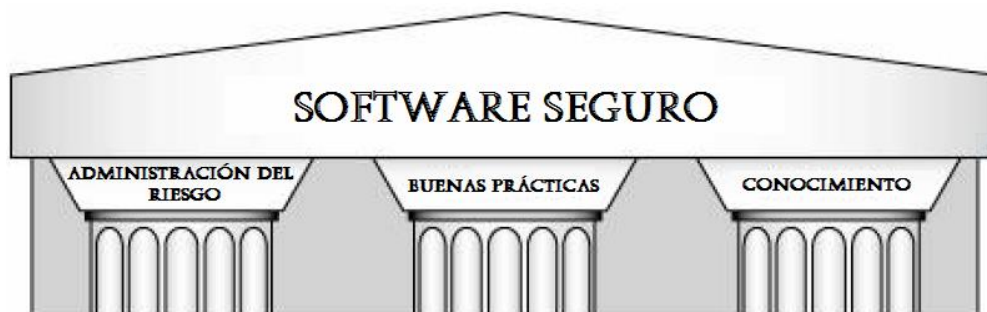 SOFTWARE SEGURO
ADMINISTRACIÓN DEL
RIESGO
BUENAS PRÁCTICAS
CONOCIMIENTO